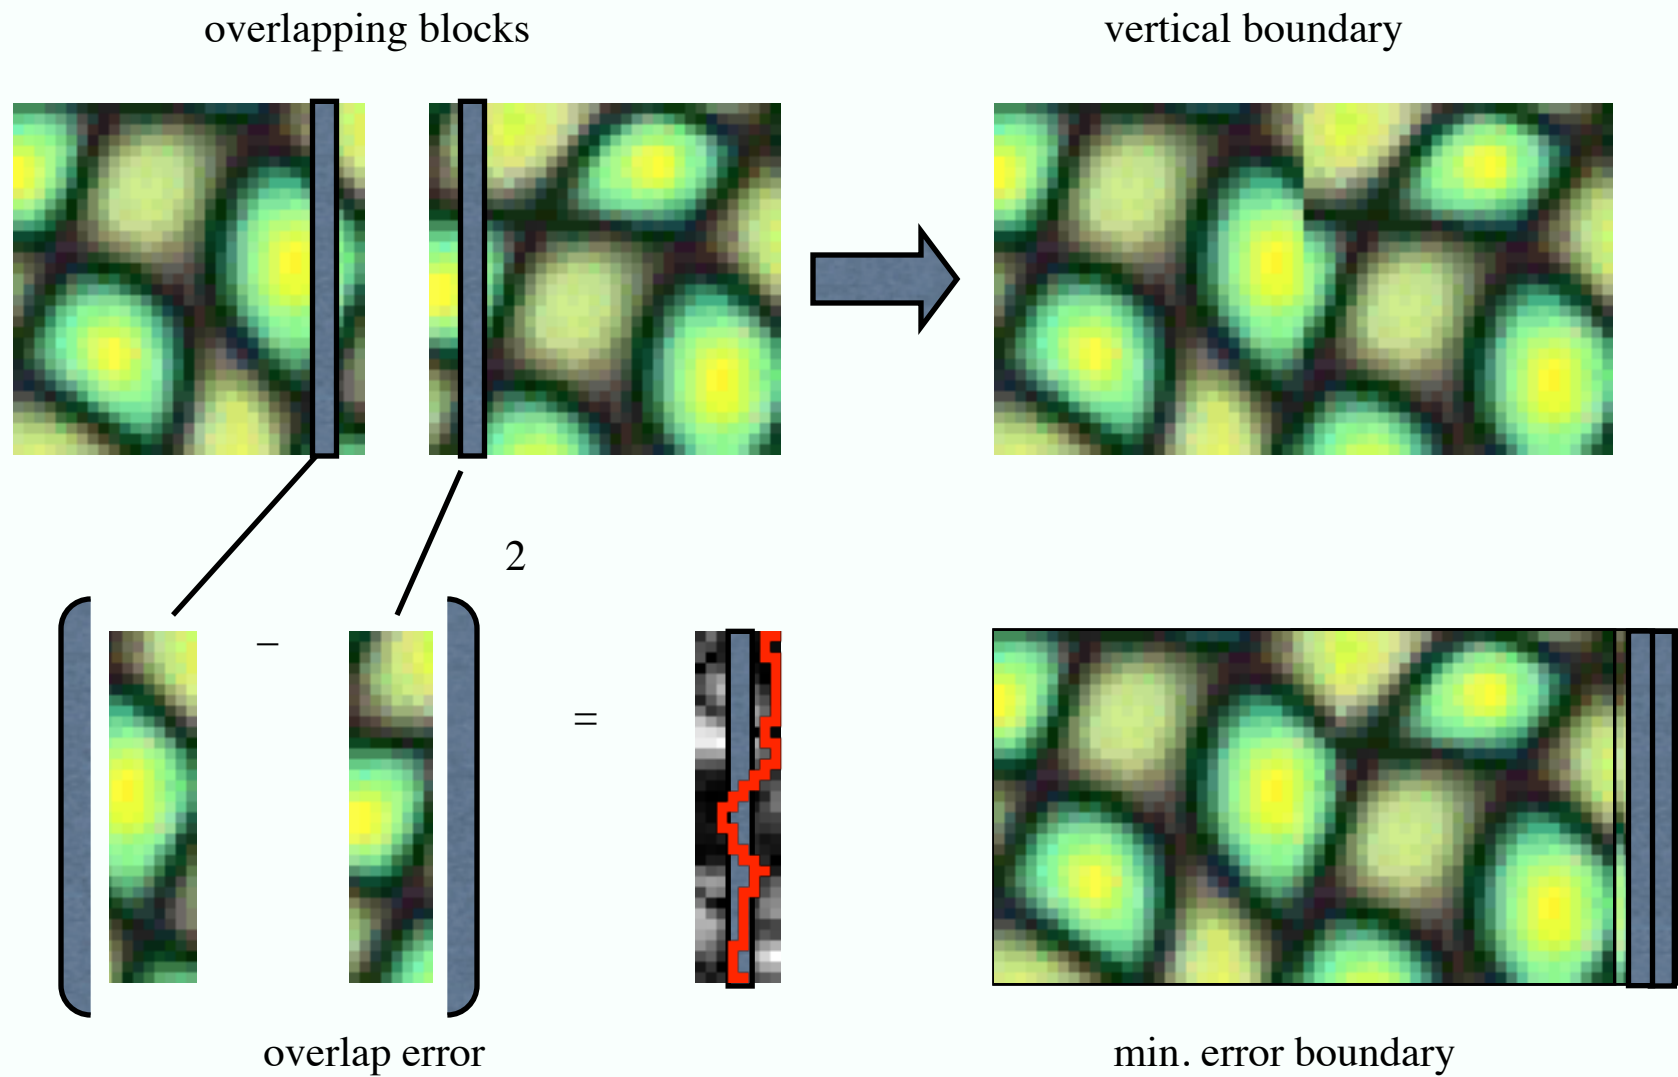 overlapping blocks
vertical boundary
2
–
=
overlap error
min. error boundary